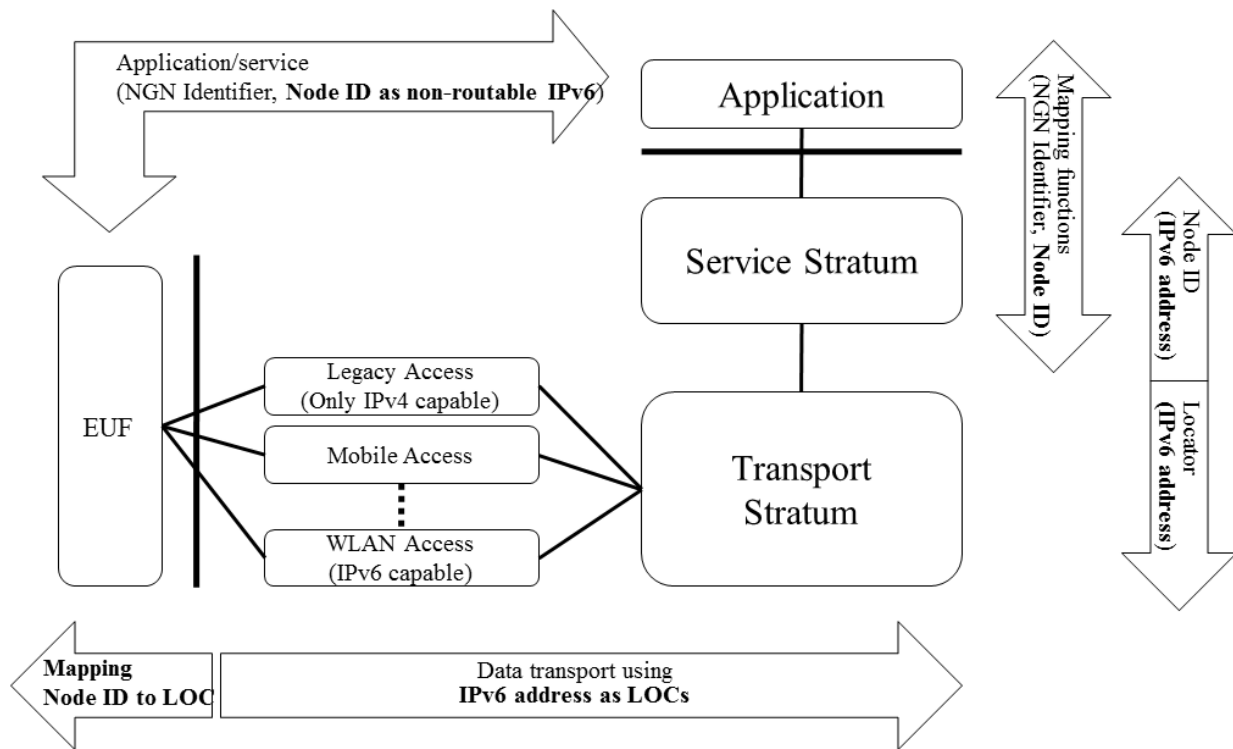 Application/service
(NGN Identifier, Node ID as non-routable IPv6)
Application
Mapping functions
(NGN Identifier, Node ID)
Service Stratum
Node ID
(IPv6 address)
EUF
Legacy Access
(Only IPv4 capable)
Mobile Access
WLAN Access
(IPv6 capable)
Transport
Stratum
Locator
(IPv6 address)
Mapping
Node ID to LOC
Data transport using
IPv6 address as LOCs